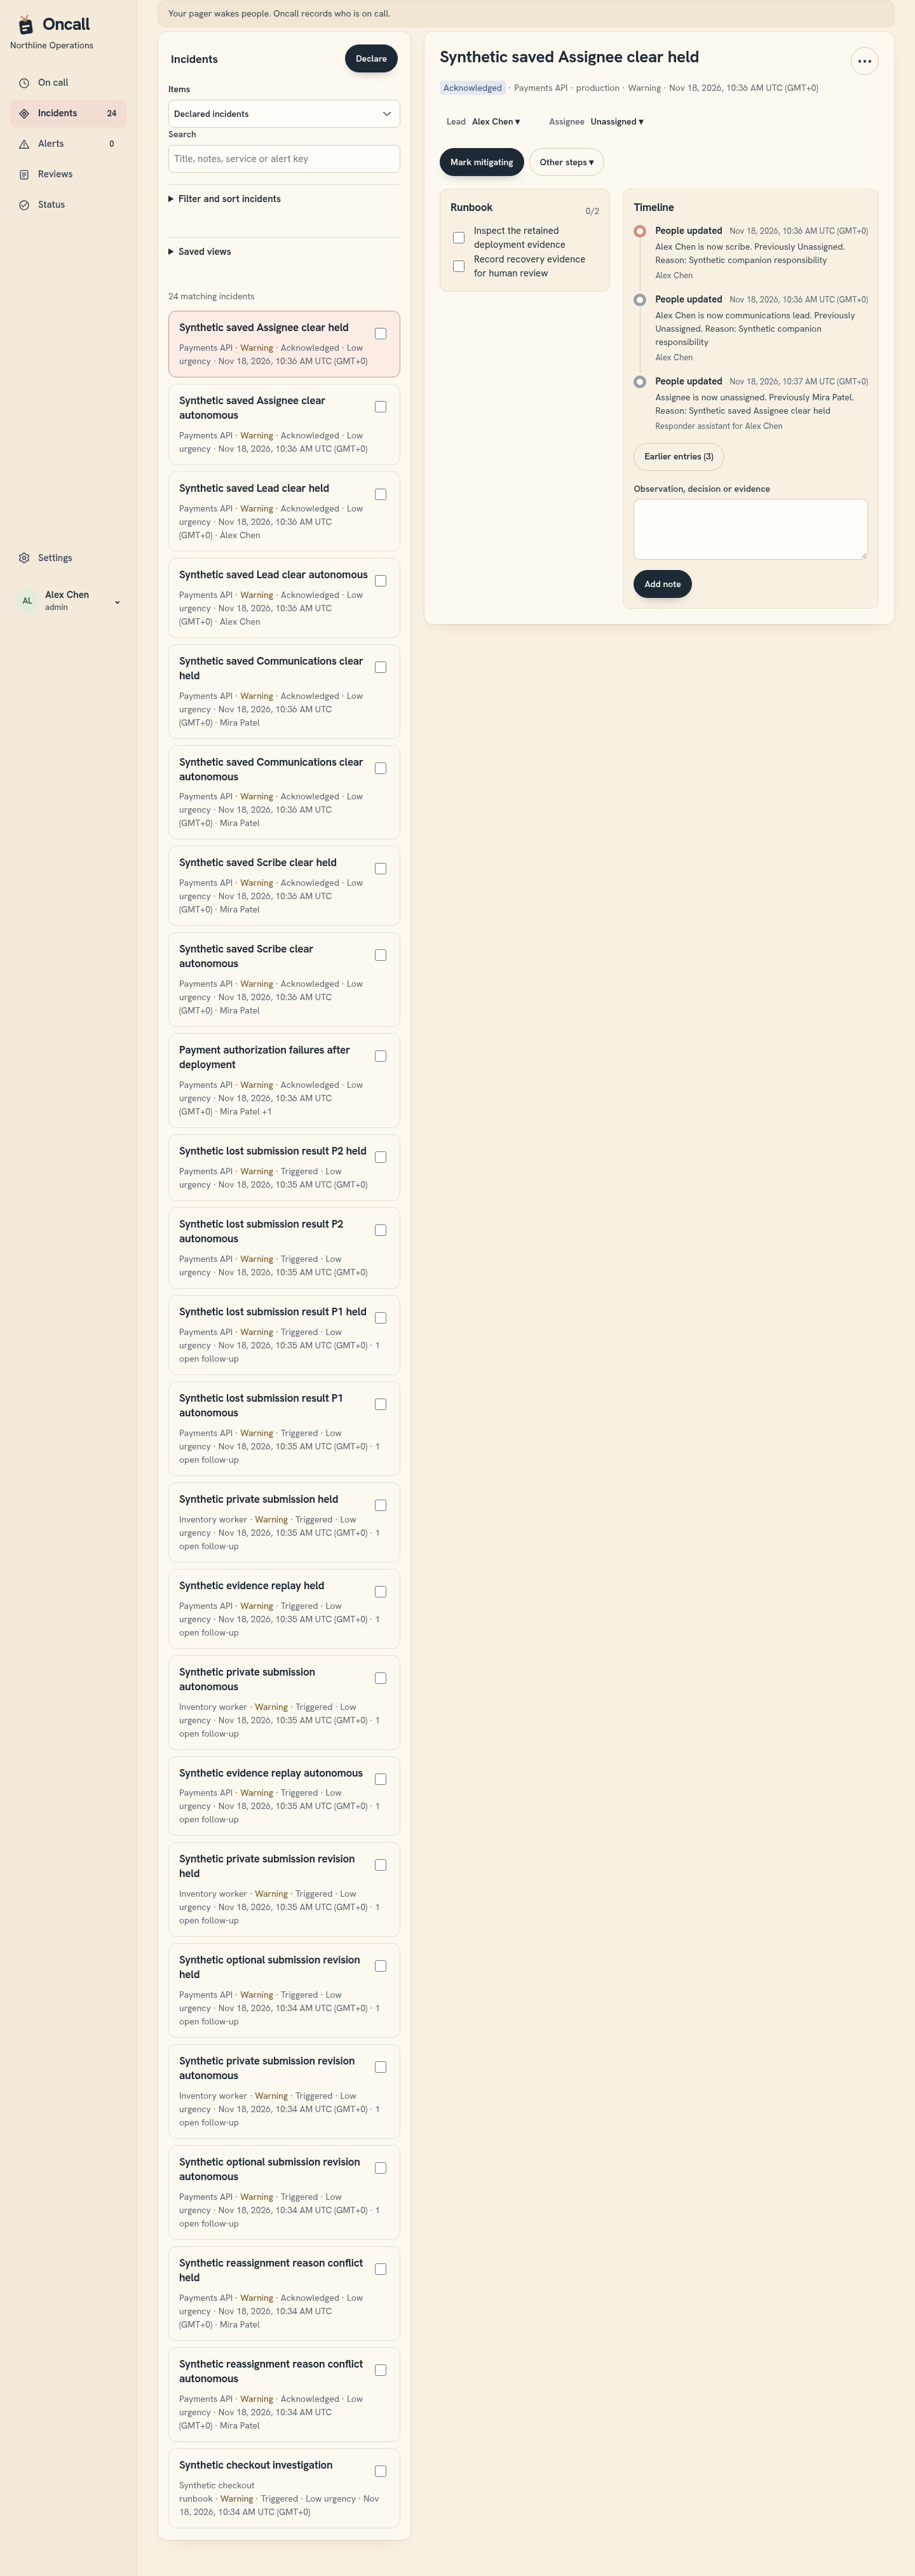 Oncall
Northline Operations
On call
Incidents 24
Alerts 0
Reviews
Status
Settings
AL
Alex Chen
admin
Your pager wakes people. Oncall records who is on call.
Incidents
Declare
Items
Declared incidents
Search
Title, notes, service or alert key
Filter and sort incidents
Saved views
24 matching incidents
Synthetic saved Assignee clear held
Payments API · Warning · Acknowledged · Low
urgency · Nov 18, 2026, 10:36 AM UTC (GMT+0)
Synthetic saved Assignee clear
autonomous
Payments API · Warning · Acknowledged · Low
urgency · Nov 18, 2026, 10:36 AM UTC (GMT+0)
Synthetic saved Lead clear held
Payments API · Warning · Acknowledged · Low
urgency · Nov 18, 2026, 10:36 AM UTC
(GMT+0) · Alex Chen
Synthetic saved Lead clear autonomous
Payments API · Warning · Acknowledged · Low
urgency · Nov 18, 2026, 10:36 AM UTC
(GMT+0) · Alex Chen
Synthetic saved Communications clear
held
Payments API · Warning · Acknowledged · Low
urgency · Nov 18, 2026, 10:36 AM UTC
(GMT+0) · Mira Patel
Synthetic saved Communications clear
autonomous
Payments API · Warning · Acknowledged · Low
urgency · Nov 18, 2026, 10:36 AM UTC
(GMT+0) · Mira Patel
Synthetic saved Scribe clear held
Payments API · Warning · Acknowledged · Low
urgency · Nov 18, 2026, 10:36 AM UTC
(GMT+0) · Mira Patel
Synthetic saved Scribe clear
autonomous
Payments API · Warning · Acknowledged · Low
urgency · Nov 18, 2026, 10:36 AM UTC
(GMT+0) · Mira Patel
Payment authorization failures after
deployment
Payments API · Warning · Acknowledged · Low
urgency · Nov 18, 2026, 10:36 AM UTC
(GMT+0) · Mira Patel +1
Synthetic lost submission result P2 held
Payments API · Warning · Triggered · Low
urgency · Nov 18, 2026, 10:35 AM UTC (GMT+0)
Synthetic lost submission result P2
autonomous
Payments API · Warning · Triggered · Low
urgency · Nov 18, 2026, 10:35 AM UTC (GMT+0)
Synthetic lost submission result P1 held
Payments API · Warning · Triggered · Low
urgency · Nov 18, 2026, 10:35 AM UTC (GMT+0) · 1
open follow-up
Synthetic lost submission result P1
autonomous
Payments API · Warning · Triggered · Low
urgency · Nov 18, 2026, 10:35 AM UTC (GMT+0) · 1
open follow-up
Synthetic private submission held
Inventory worker · Warning · Triggered · Low
urgency · Nov 18, 2026, 10:35 AM UTC (GMT+0) · 1
open follow-up
Synthetic evidence replay held
Payments API · Warning · Triggered · Low
urgency · Nov 18, 2026, 10:35 AM UTC (GMT+0) · 1
open follow-up
Synthetic private submission
autonomous
Inventory worker · Warning · Triggered · Low
urgency · Nov 18, 2026, 10:35 AM UTC (GMT+0) · 1
open follow-up
Synthetic evidence replay autonomous
Payments API · Warning · Triggered · Low
urgency · Nov 18, 2026, 10:35 AM UTC (GMT+0) · 1
open follow-up
Synthetic private submission revision
held
Inventory worker · Warning · Triggered · Low
urgency · Nov 18, 2026, 10:35 AM UTC (GMT+0) · 1
open follow-up
Synthetic optional submission revision
held
Payments API · Warning · Triggered · Low
urgency · Nov 18, 2026, 10:34 AM UTC (GMT+0) · 1
open follow-up
Synthetic private submission revision
autonomous
Inventory worker · Warning · Triggered · Low
urgency · Nov 18, 2026, 10:34 AM UTC (GMT+0) · 1
open follow-up
Synthetic optional submission revision
autonomous
Payments API · Warning · Triggered · Low
urgency · Nov 18, 2026, 10:34 AM UTC (GMT+0) · 1
open follow-up
Synthetic reassignment reason conflict
held
Payments API · Warning · Acknowledged · Low
urgency · Nov 18, 2026, 10:34 AM UTC
(GMT+0) · Mira Patel
Synthetic reassignment reason conflict
autonomous
Payments API · Warning · Acknowledged · Low
urgency · Nov 18, 2026, 10:34 AM UTC
(GMT+0) · Mira Patel
Synthetic checkout investigation
Synthetic checkout
runbook · Warning · Triggered · Low urgency · Nov
18, 2026, 10:34 AM UTC (GMT+0)
Synthetic saved Assignee clear held
Acknowledged · Payments API · production · Warning · Nov 18, 2026, 10:36 AM UTC (GMT+0)
Lead Alex Chen ▾ Assignee Unassigned ▾
Mark mitigating
Other steps ▾
Runbook 0/2
Inspect the retained
deployment evidence
Record recovery evidence
for human review
Timeline
People updated Nov 18, 2026, 10:36 AM UTC (GMT+0)
Alex Chen is now scribe. Previously Unassigned.
Reason: Synthetic companion responsibility
Alex Chen
People updated Nov 18, 2026, 10:36 AM UTC (GMT+0)
Alex Chen is now communications lead. Previously
Unassigned. Reason: Synthetic companion
responsibility
Alex Chen
People updated Nov 18, 2026, 10:37 AM UTC (GMT+0)
Assignee is now unassigned. Previously Mira Patel.
Reason: Synthetic saved Assignee clear held
Responder assistant for Alex Chen
Earlier entries (3)
Observation, decision or evidence
Add note